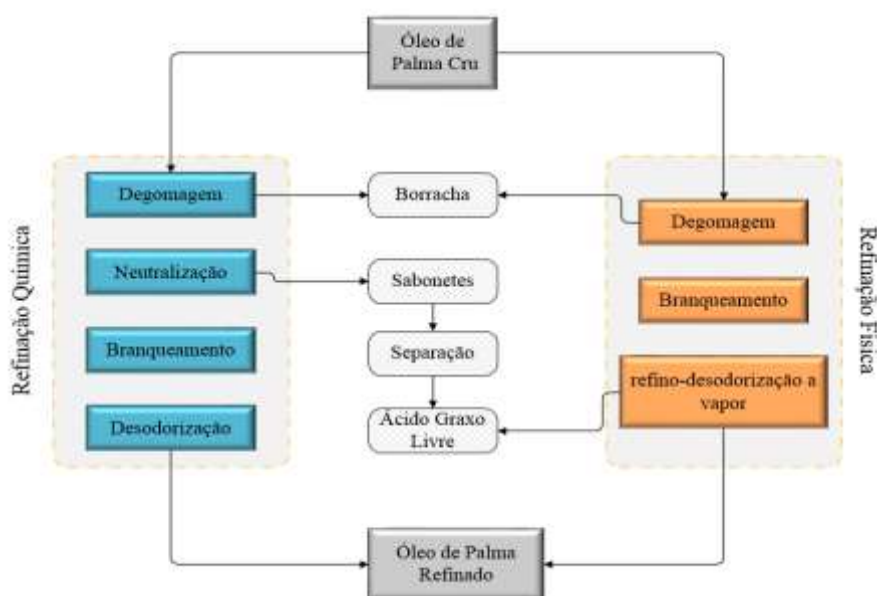 Óleo de
Palma Cru
Refinação Química
Degomagem
Neutralização
Branqueamento
Desodorização
Borracha
Sabonetes
Separação
Ácido Graxo
Livre
Degomagem
Branqueamento
refino-desodorização a
vapor
Refinação Física
Óleo de Palma
Refinado